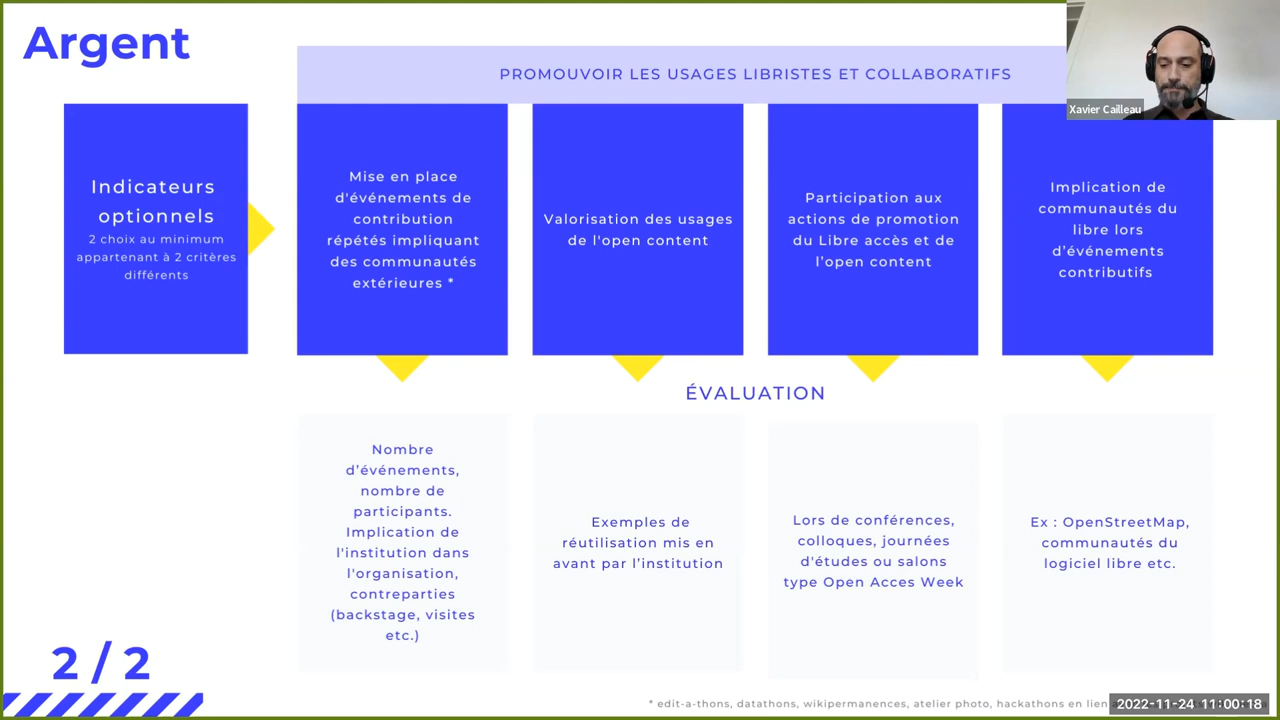 Argent
PROMOUVOIR LES USAGES LIBRISTES ET COLLABORATIFS
Xavier Cailleau
Indicateurs
optionnels
2 choix au minimum
appartenant à 2 critères
différents
Mise en place
d'événements de
contribution
répétés impliquant
des communautés
extérieures *
Valorisation des usages
de l'open content
Participation aux
actions de promotion
du Libre accès et de
l’open content
Implication de
communautés du
libre lors
d’événements
contributifs
ÉVALUATION
Nombre
d’événements,
nombre de
participants.
Implication de
l'institution dans
l'organisation,
contreparties
(backstage, visites
etc.)
Exemples de
réutilisation mis en
avant par l’institution
Lors de conférences,
colloques, journées
d'études ou salons
type Open Acces Week
Ex : OpenStreetMap,
communautés du
logiciel libre etc.
2 / 2
* edit-a-thons, datathons, wikipermanences, atelier photo, hackathons en lien
2022-11-24 11:00:18